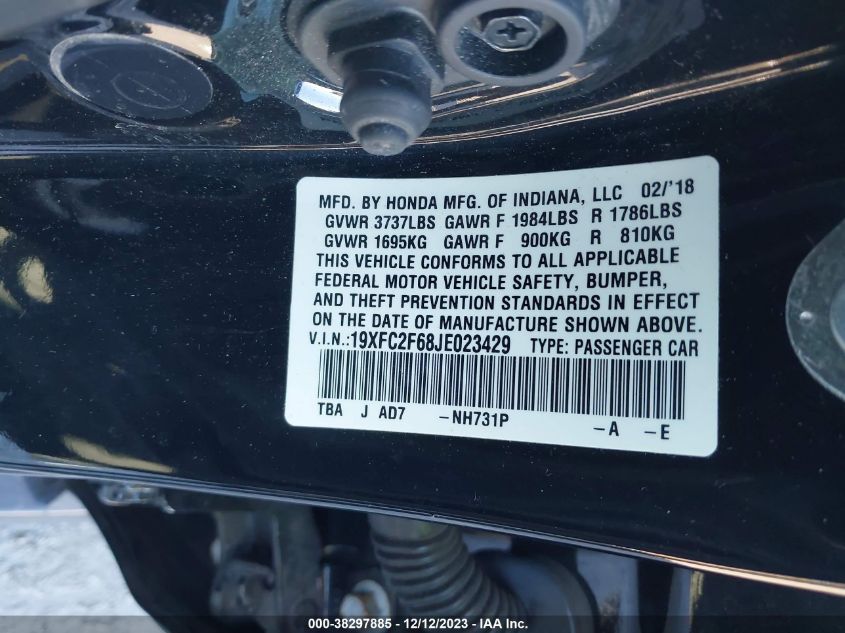 MFD. BY HONDA MFG. OF INDIANA, LLC 02/'18
GVWR 3737LBS GAWR F 1984LBS R 1786LBS
GVWR 1695KG GAWR F 900KG R 810KG
THIS VEHICLE CONFORMS TO ALL APPLICABLE
FEDERAL MOTOR VEHICLE SAFETY, BUMPER,
AND THEFT PREVENTION STANDARDS IN EFFECT
ON THE DATE OF MANUFACTURE SHOWN ABOVE.
V.I.N.:19XFC2F68JE023429 TYPE: PASSENGER CAR
TBA J AD7 -NH731P -A -E
000-38297885 - 12/12/2023 - IAA, Inc.